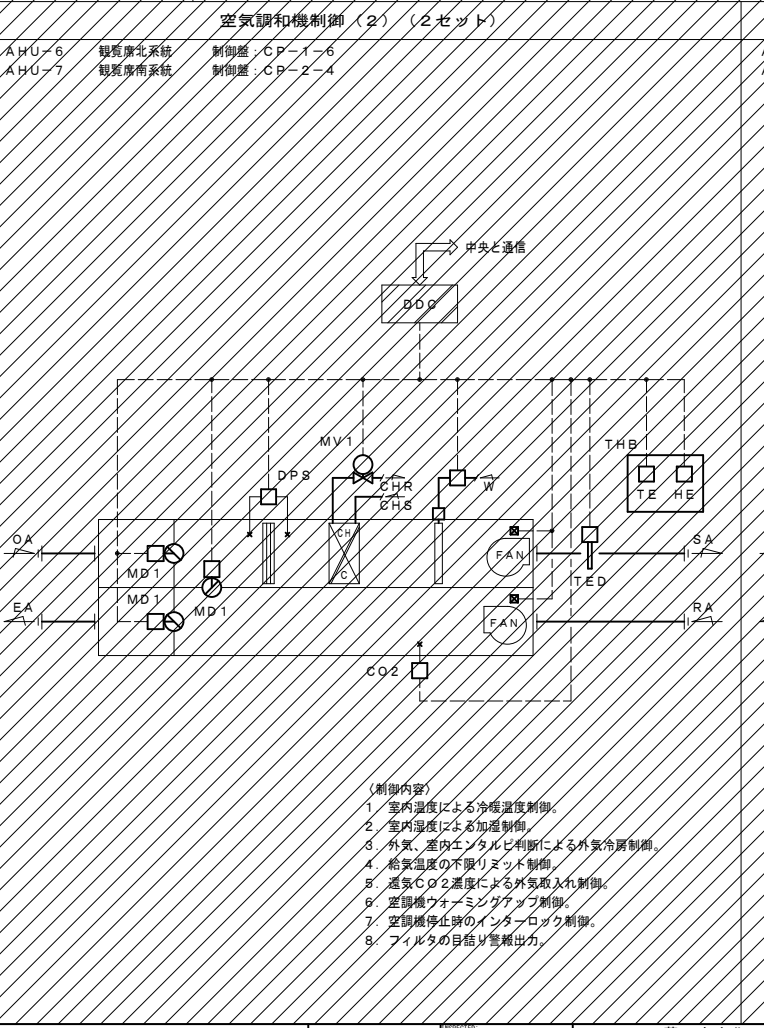 空気調和機制御(2)(2セット)
AHU-6 観覧席北系統 制御盤:CP-1-6
AHU-7 観覧席南系統 制御盤:CP-2-4
中央と通信
DDC
MV1
THB
DPS
CHR
W
TE HE
CHS
OA
CH
FAN
SA
MD1
C
TED
MD1
MD1
EA
FAN
RA
CO2
〈制御内容〉
1. 室内温度による冷暖温度制御。
2. 室内湿度による加湿制御。
3. 外気、室内エンタルピ判断による外気冷房制御。
4. 給気温度の下限リミット制御。
5. 還気CO2濃度による外気取入れ制御。
6. 空調機ウォーミングアップ制御。
7. 空調機停止時のインターロック制御。
8. フィルタの目詰り警報出力。